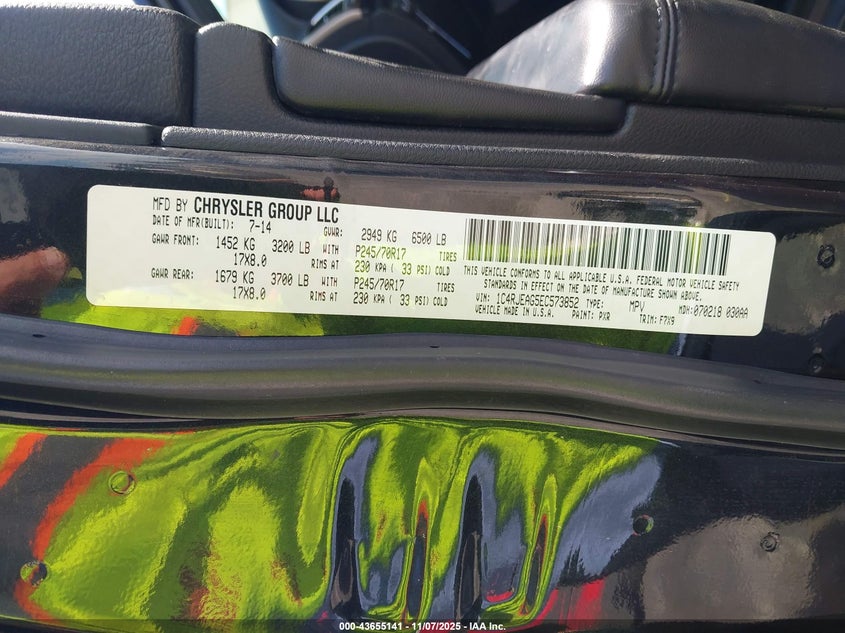 MFD BY CHRYSLER GROUP LLC
DATE OF MFR(BUILT): 7-14 GVWR: 2949 KG 6500 LB
GAWR FRONT: 1452 KG 3200 LB WITH P245/70R17 TIRES
17X8.0 RIMS AT 230 KPA ( 33 PSI) COLD
GAWR REAR: 1679 KG 3700 LB WITH P245/70R17 TIRES
17X8.0 RIMS AT 230 KPA ( 33 PSI) COLD
THIS VEHICLE CONFORMS TO ALL APPLICABLE U.S.A. FEDERAL MOTOR VEHICLE SAFETY
STANDARDS IN EFFECT ON THE DATE OF MANUFACTURE SHOWN ABOVE.
VIN: 1C4RJEAG5EC573852 TYPE: MPV MDH: 070218 030AA
VEHICLE MADE IN U.S.A. PAINT: PXR TRIM: F7X9
000-43655141 - 11/07/2025 - IAA Inc.